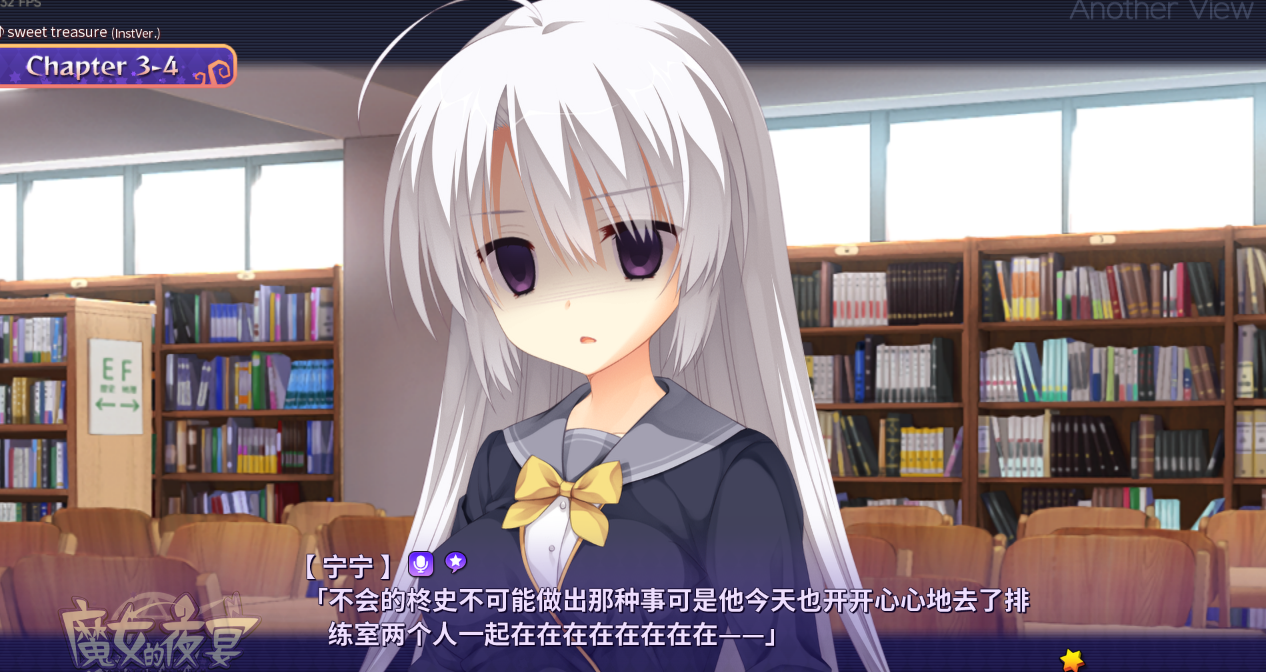 32 FPS
Another View
sweet treasure (InstVer.)
Chapter 3-4
EF
【宁宁】
「不会的柊史不可能做出那种事可是他今天也开开心心地去了排
练室两个人一起在在在在在在在在——」
魔女的夜宴